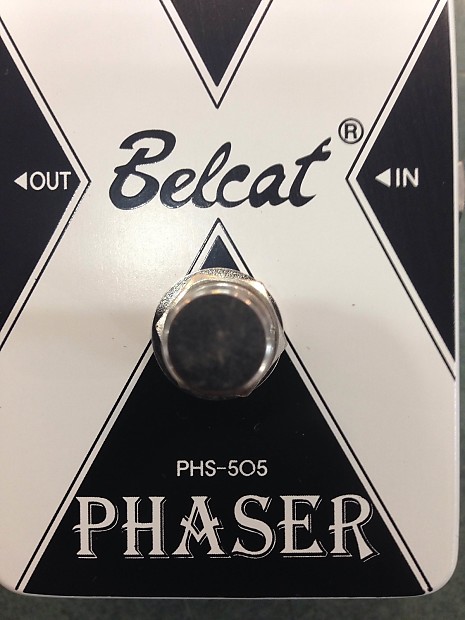 Belcat®
◄OUT
◄IN
PHS-505
PHASER